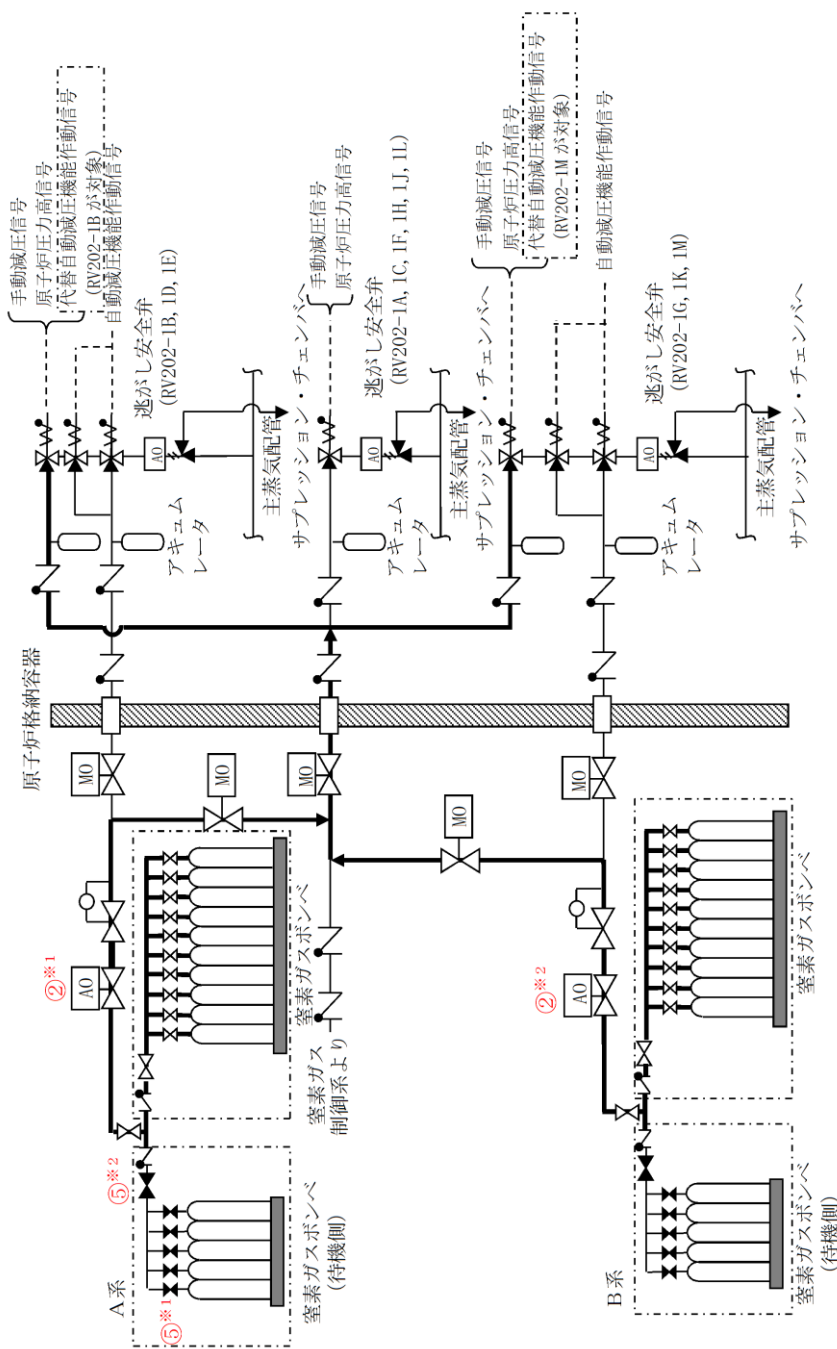 手動減圧信号
原子炉圧力高信号
代替自動減圧機能作動信号
(RV202-1B が対象)
自動減圧機能作動信号
逃がし安全弁
(RV202-1B, 1D, 1E)
AO
主蒸気配管
サプレッション・チェンバへ
アキュム
レータ
手動減圧信号
原子炉圧力高信号
逃がし安全弁
(RV202-1A, 1C, 1F, 1H, 1J, 1L)
AO
主蒸気配管
サプレッション・チェンバへ
アキュム
レータ
手動減圧信号
原子炉圧力高信号
代替自動減圧機能作動信号
(RV202-1M が対象)
自動減圧機能作動信号
逃がし安全弁
(RV202-1G, 1K, 1M)
AO
主蒸気配管
サプレッション・チェンバへ
アキュム
レータ
原子炉格納容器
MO
MO
MO
MO
MO
②※1
AO
窒素ガスボンベ
窒素ガス
制御系より
②※2
AO
窒素ガスボンベ
A系
⑤※1
⑤※2
窒素ガスボンベ
(待機側)
B系
窒素ガスボンベ
(待機側)